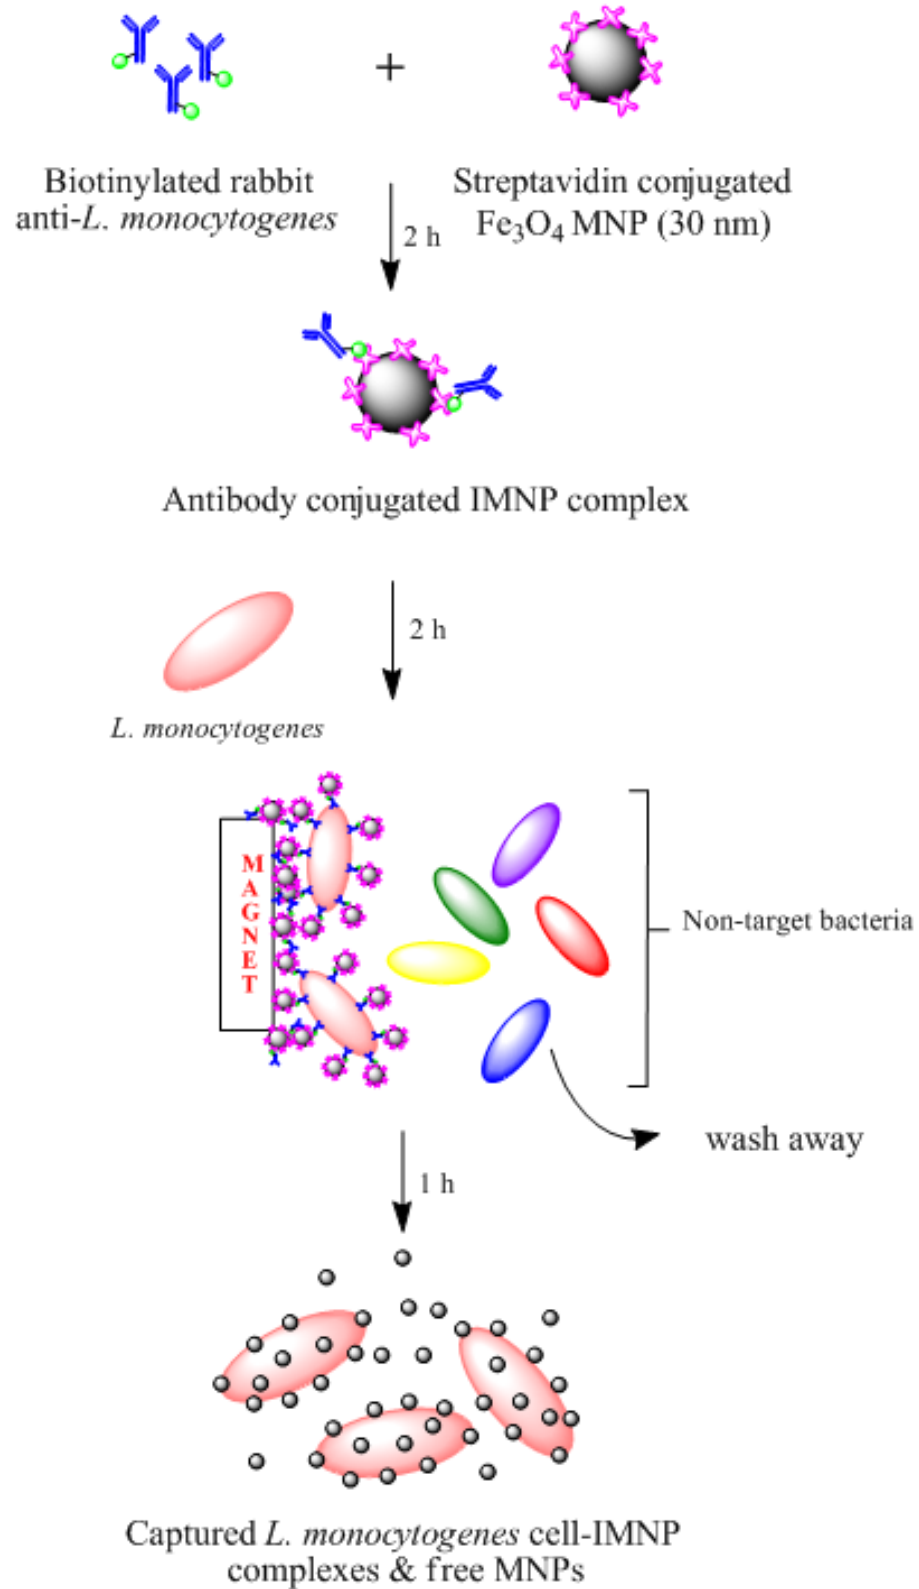 +
Biotinylated rabbit
anti-L. monocytogenes
Streptavidin conjugated
Fe₃O₄ MNP (30 nm)
2 h
Antibody conjugated IMNP complex
2 h
L. monocytogenes
MAGNET
Non-target bacteria
wash away
1 h
Captured L. monocytogenes cell-IMNP
complexes & free MNPs